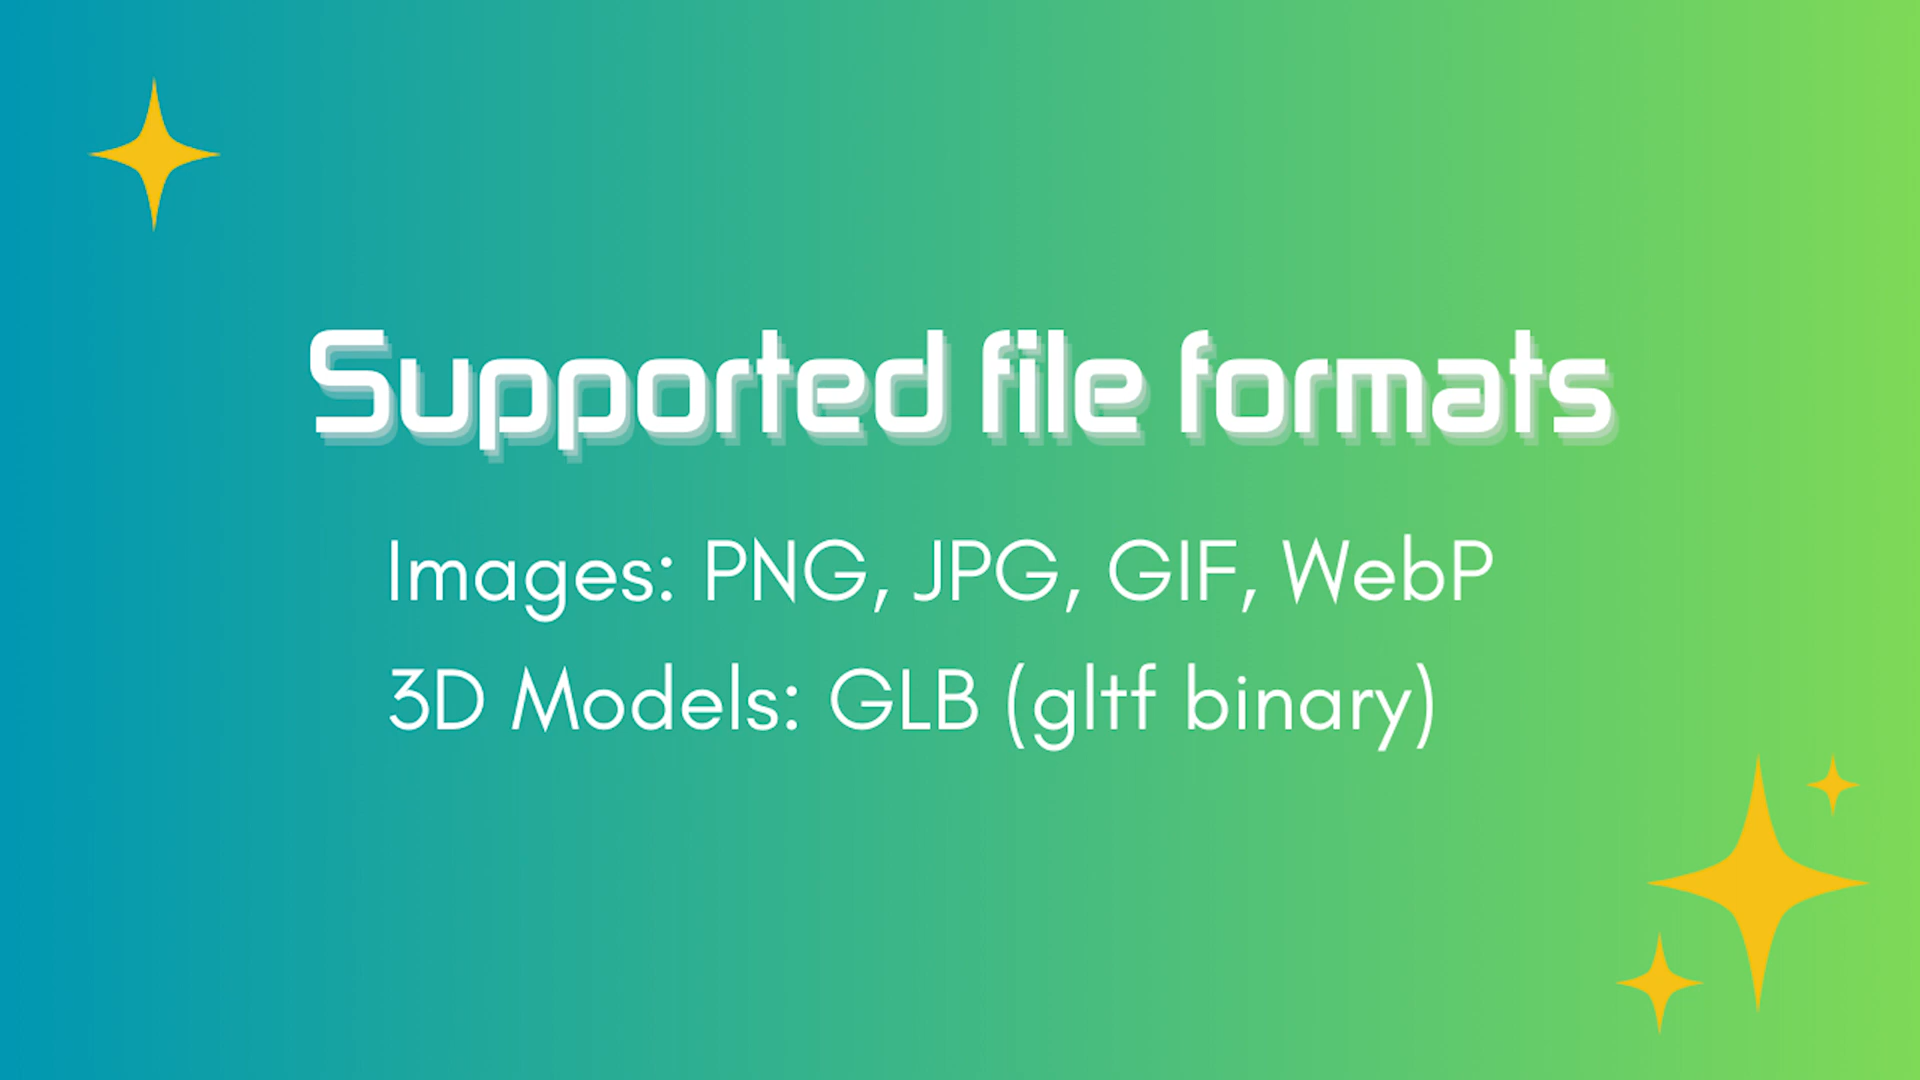 Supported file formats
Images: PNG, JPG, GIF, WebP
3D Models: GLB (gltf binary)